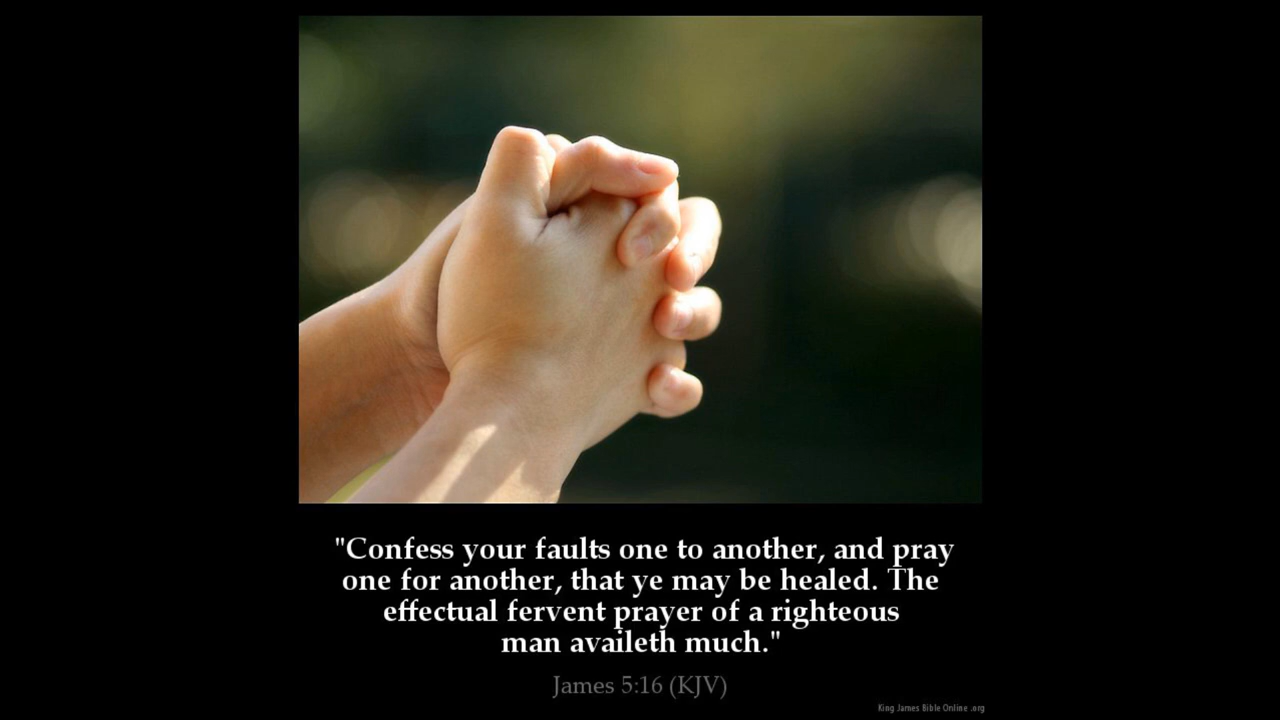 "Confess your faults one to another, and pray
one for another, that ye may be healed. The
effectual fervent prayer of a righteous
man availeth much."
James 5:16 (KJV)
King James Bible Online .org